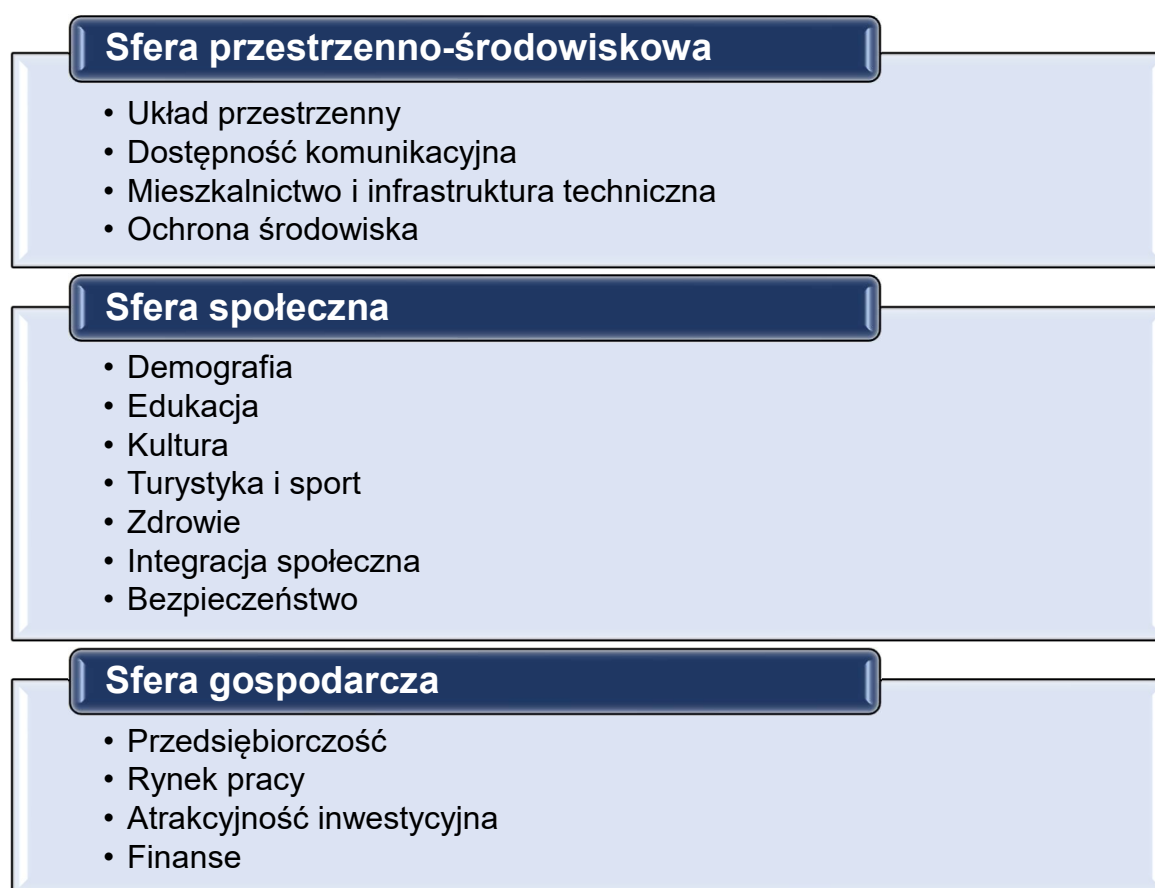 Sfera przestrzenno-środowiskowa
• Układ przestrzenny
• Dostępność komunikacyjna
• Mieszkalnictwo i infrastruktura techniczna
• Ochrona środowiska
Sfera społeczna
• Demografia
• Edukacja
• Kultura
• Turystyka i sport
• Zdrowie
• Integracja społeczna
• Bezpieczeństwo
Sfera gospodarcza
• Przedsiębiorczość
• Rynek pracy
• Atrakcyjność inwestycyjna
• Finanse